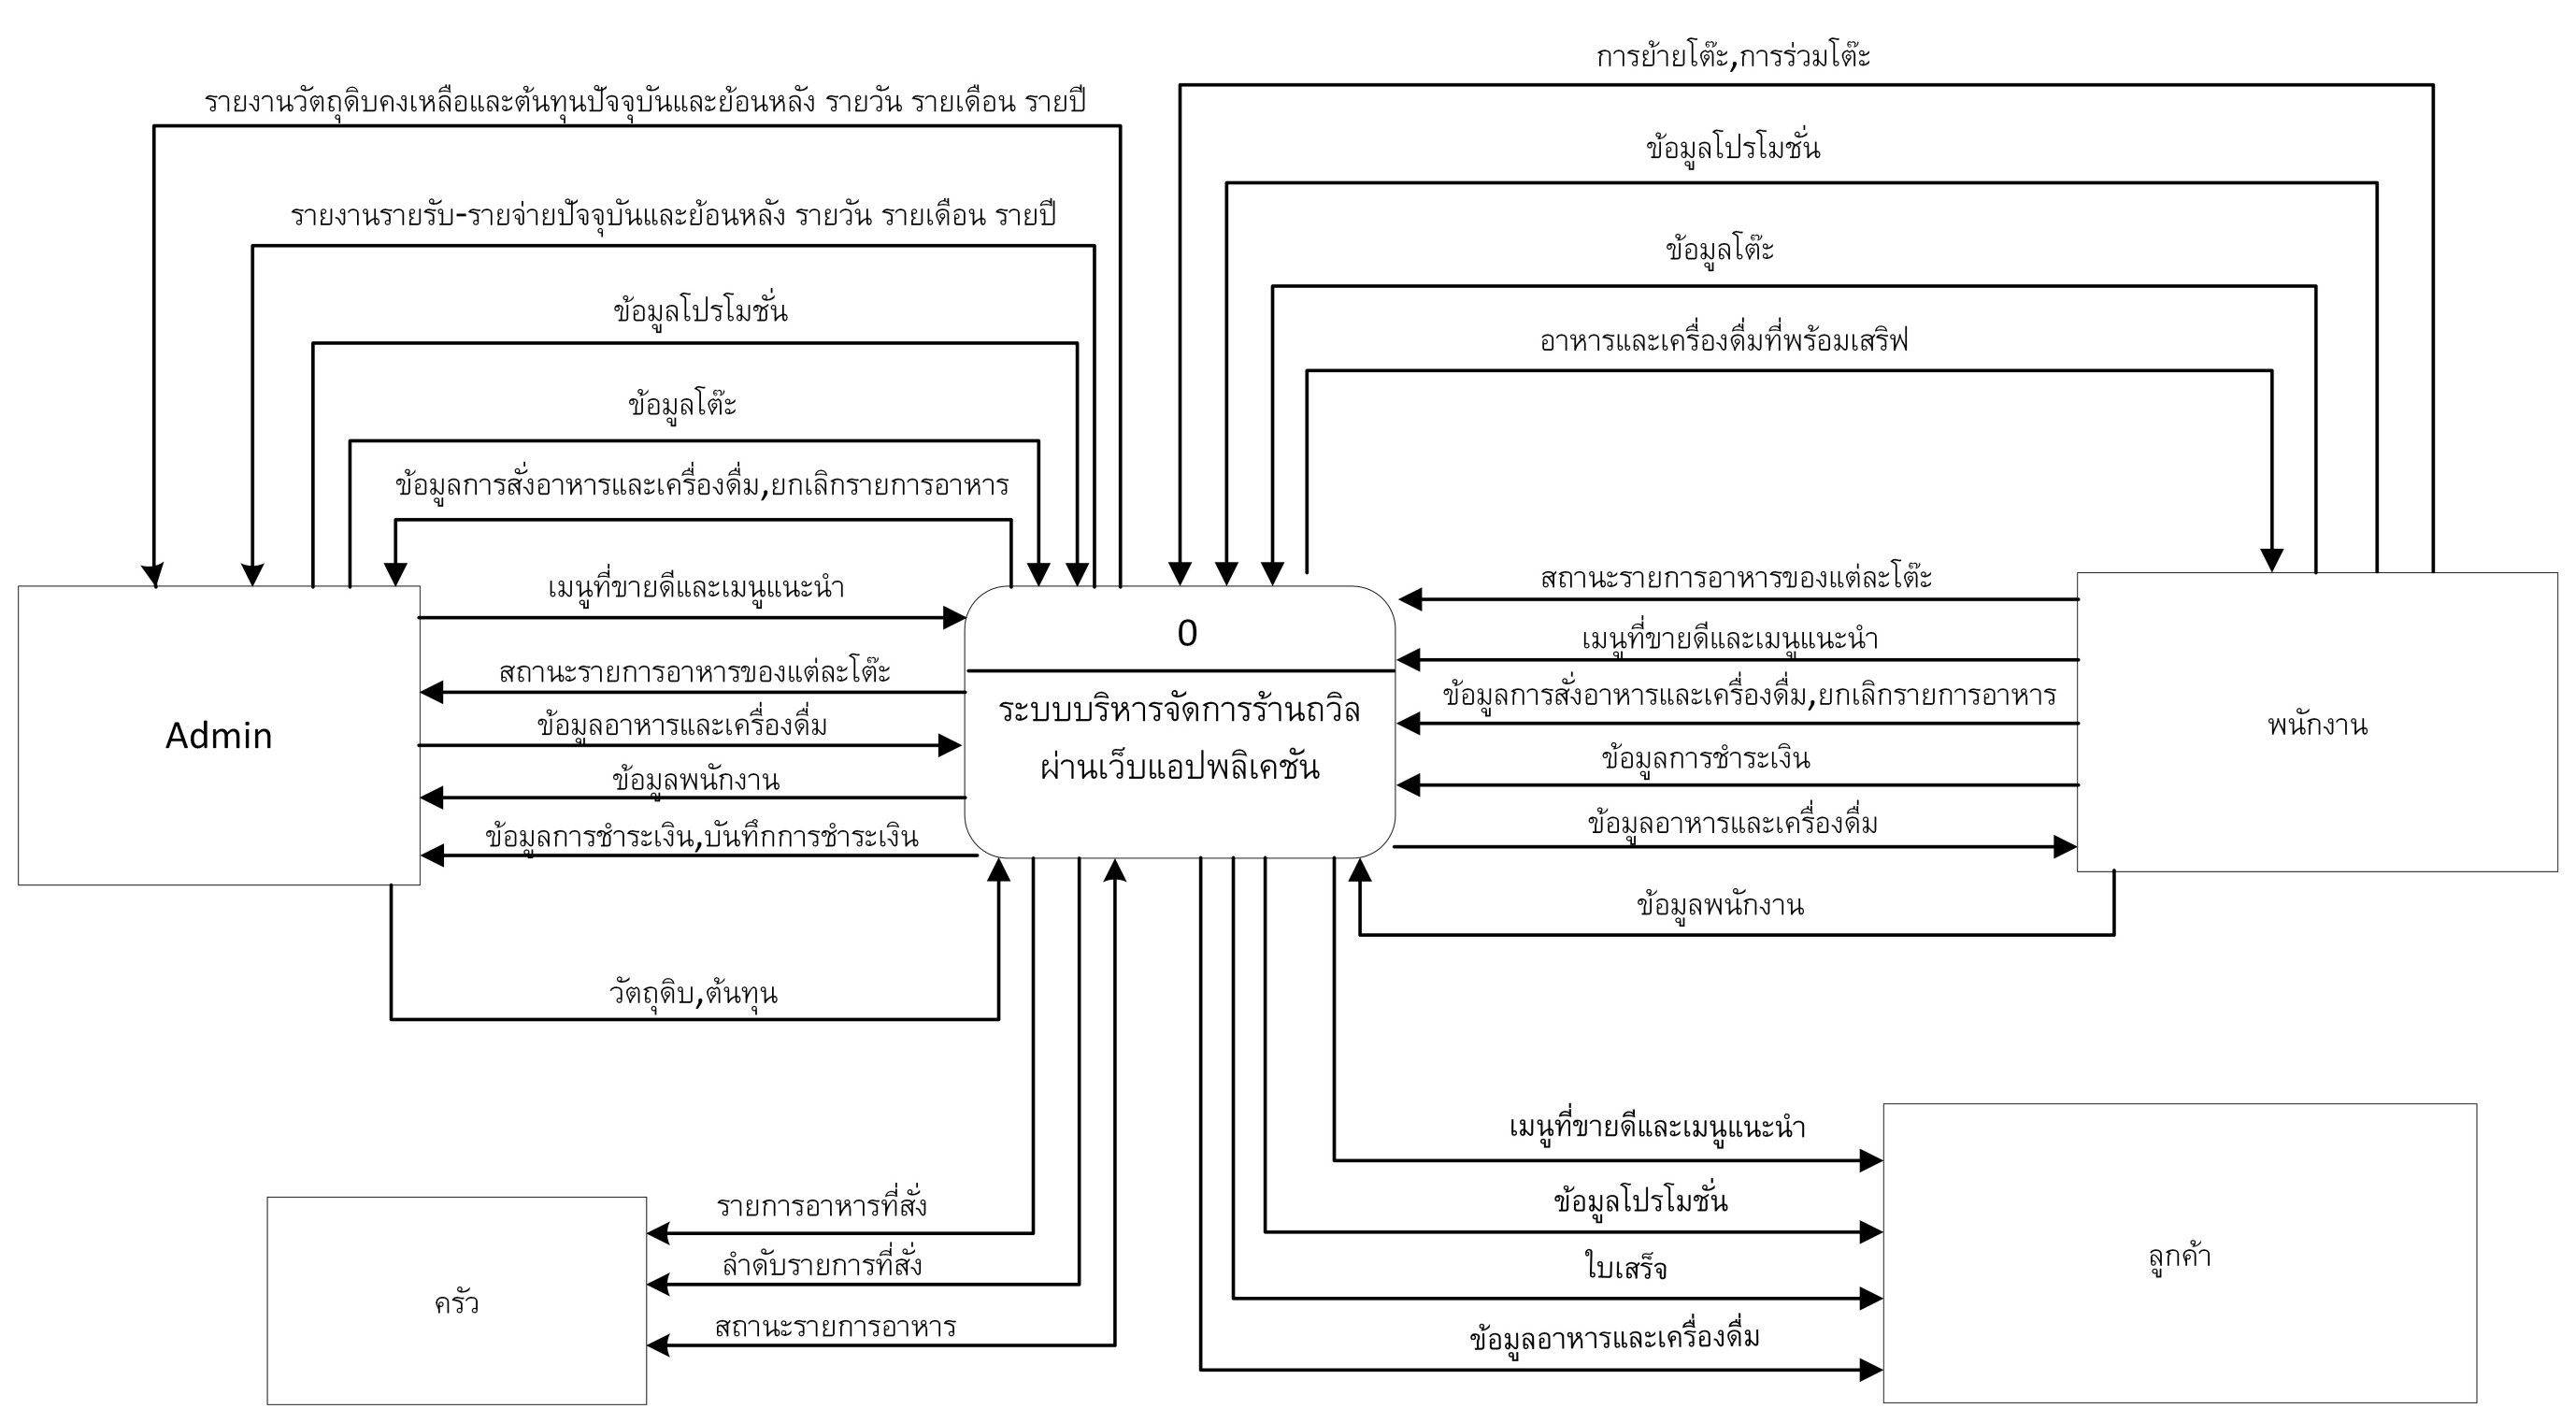 การย้ายโต๊ะ,การร่วมโต๊ะ
รายงานวัตถุดิบคงเหลือและต้นทุนปัจจุบันและย้อนหลัง รายวัน รายเดือน รายปี
ข้อมูลโปรโมชั่น
รายงานรายรับ-รายจ่ายปัจจุบันและย้อนหลัง รายวัน รายเดือน รายปี
ข้อมูลโต๊ะ
ข้อมูลโปรโมชั่น
อาหารและเครื่องดื่มที่พร้อมเสริฟ
ข้อมูลโต๊ะ
ข้อมูลการสั่งอาหารและเครื่องดื่ม,ยกเลิกรายการอาหาร
เมนูที่ขายดีและเมนูแนะนำ
สถานะรายการอาหารของแต่ละโต๊ะ
ข้อมูลอาหารและเครื่องดื่ม
ข้อมูลพนักงาน
ข้อมูลการชำระเงิน,บันทึกการชำระเงิน
Admin
0
ระบบบริหารจัดการร้านถวิล
ผ่านเว็บแอปพลิเคชัน
สถานะรายการอาหารของแต่ละโต๊ะ
เมนูที่ขายดีและเมนูแนะนำ
ข้อมูลการสั่งอาหารและเครื่องดื่ม,ยกเลิกรายการอาหาร
ข้อมูลการชำระเงิน
ข้อมูลอาหารและเครื่องดื่ม
พนักงาน
ข้อมูลพนักงาน
วัตถุดิบ,ต้นทุน
รายการอาหารที่สั่ง
ลำดับรายการที่สั่ง
สถานะรายการอาหาร
ครัว
เมนูที่ขายดีและเมนูแนะนำ
ข้อมูลโปรโมชั่น
ใบเสร็จ
ข้อมูลอาหารและเครื่องดื่ม
ลูกค้า